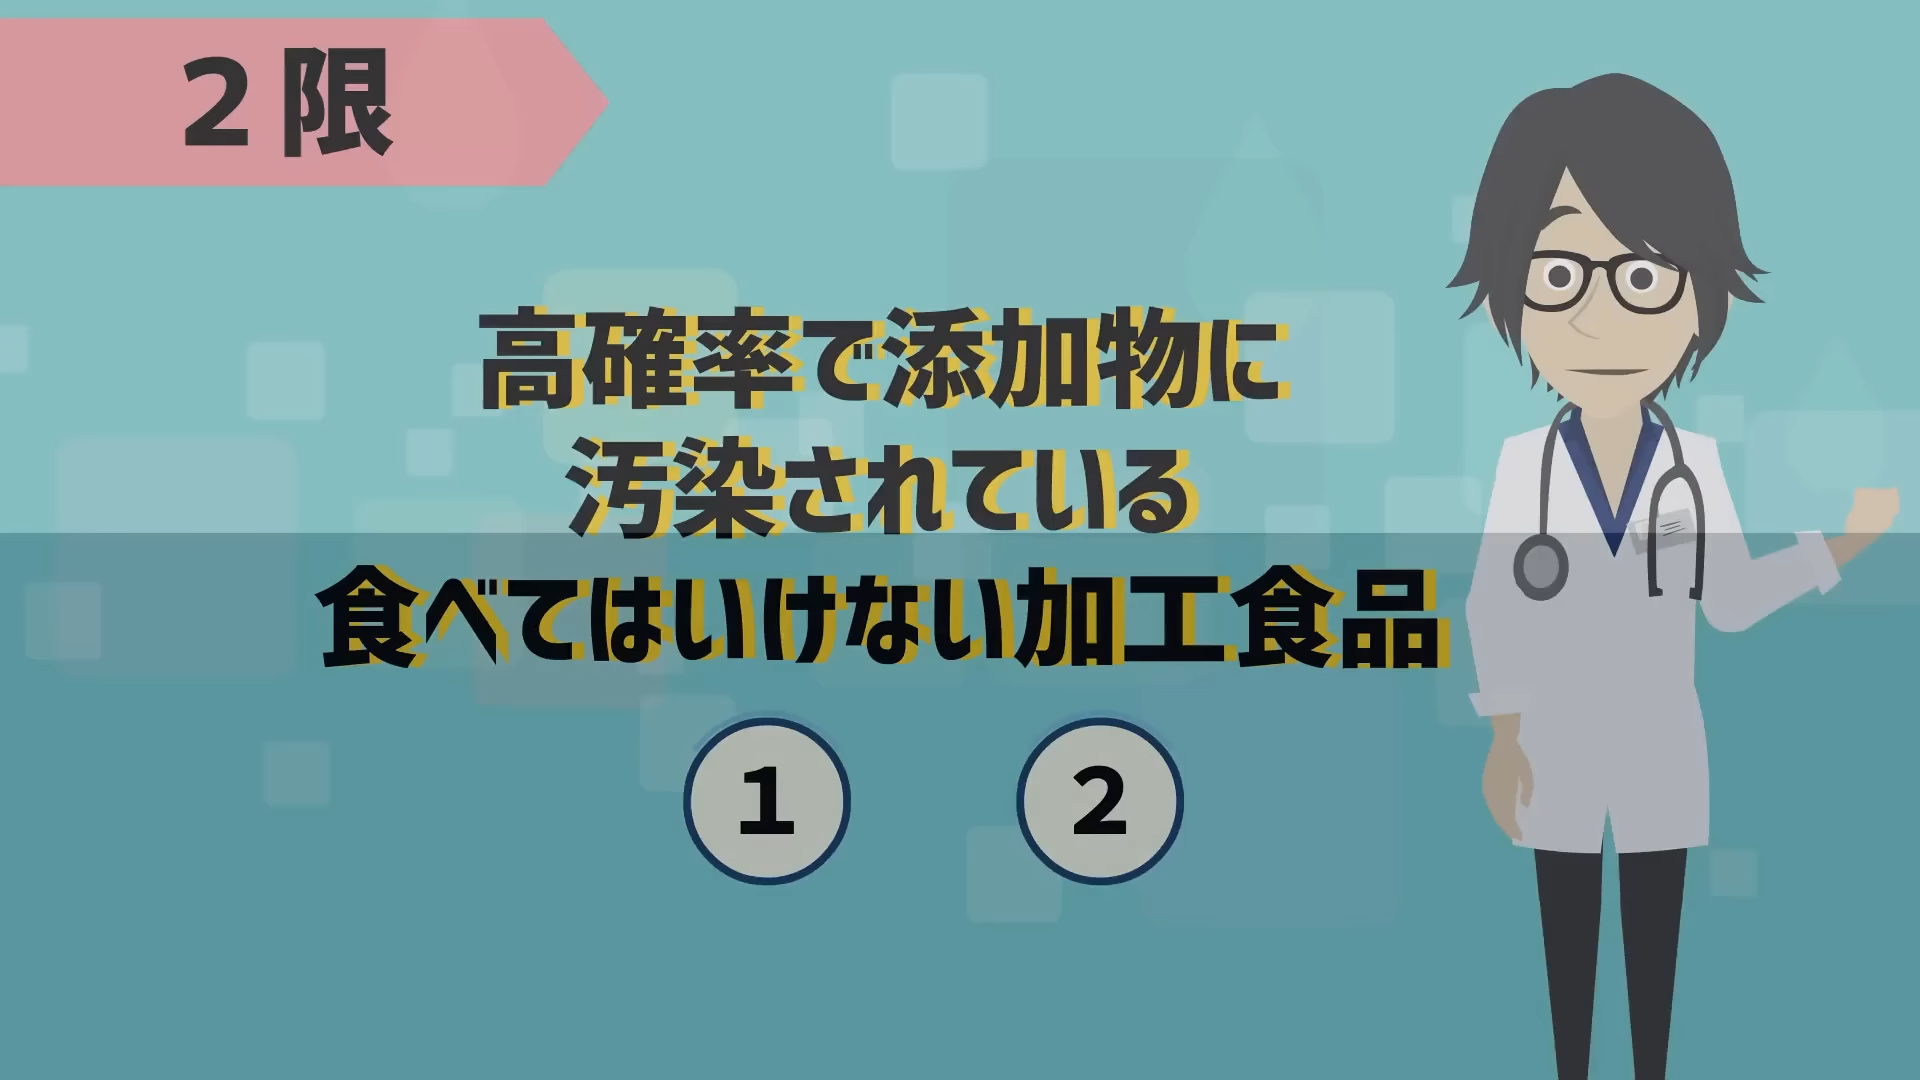 ２限
高確率で添加物に
汚染されている
食べてはいけない加工食品
1 2